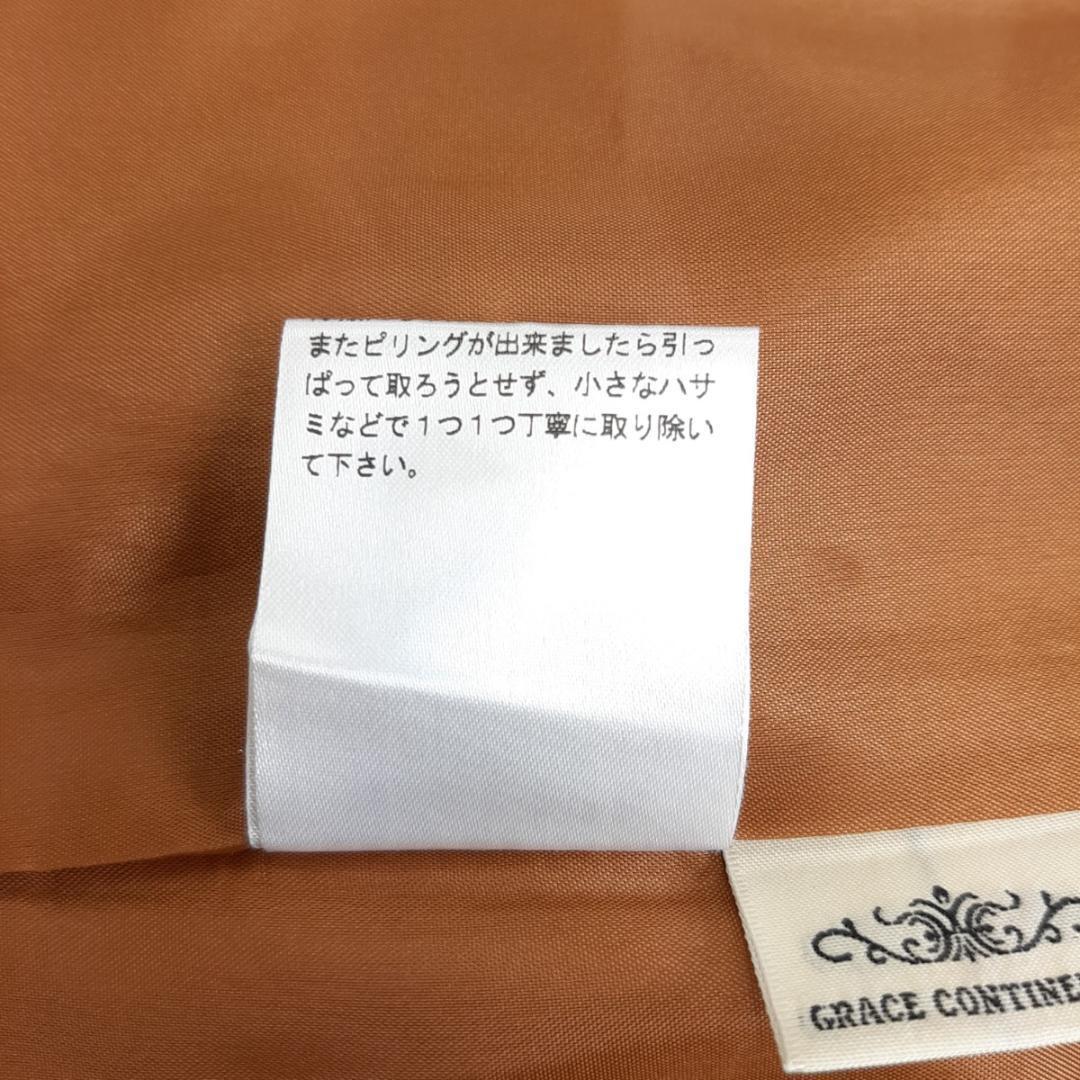 またピリングが出来ましたら引っ
ぱって取ろうとせず、小さなハサ
ミなどで１つ１つ丁寧に取り除い
て下さい。
GRACE CONTINE